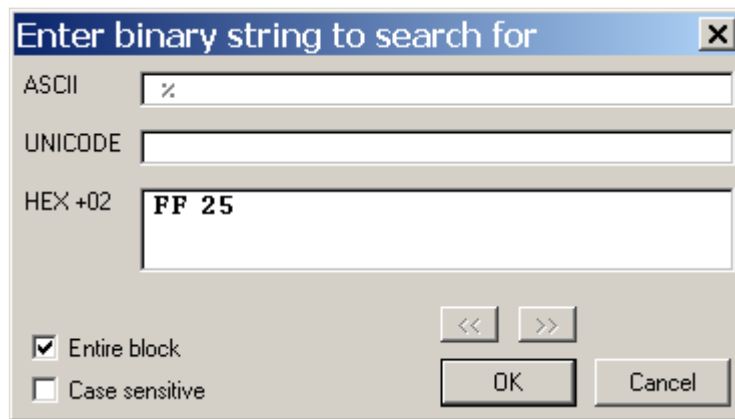 Enter binary string to search for
ASCII %
UNICODE
HEX +02 FF 25
<< >>
Entire block
Case sensitive
OK Cancel